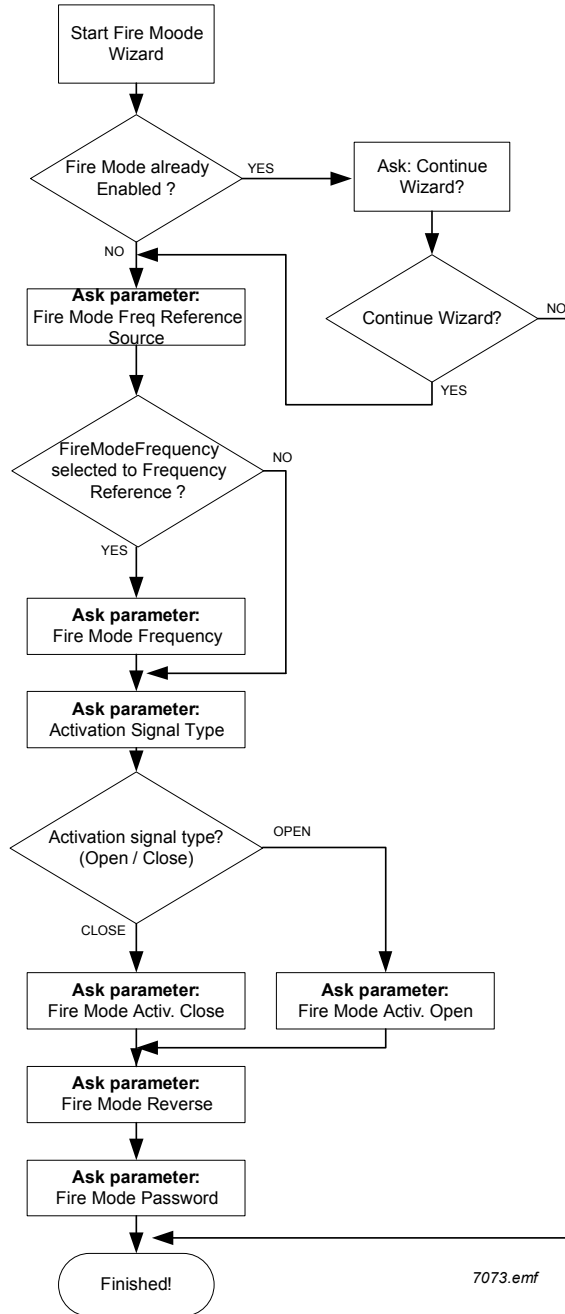 Start Fire Moode
Wizard
Fire Mode already
Enabled ?
YES
Ask: Continue
Wizard?
NO
Continue Wizard?
NO
YES
Ask parameter:
Fire Mode Freq Reference
Source
FireModeFrequency
selected to Frequency
Reference ?
NO
YES
Ask parameter:
Fire Mode Frequency
Ask parameter:
Activation Signal Type
Activation signal type?
(Open / Close)
OPEN
CLOSE
Ask parameter:
Fire Mode Activ. Close
Ask parameter:
Fire Mode Activ. Open
Ask parameter:
Fire Mode Reverse
Ask parameter:
Fire Mode Password
Finished!
7073.emf